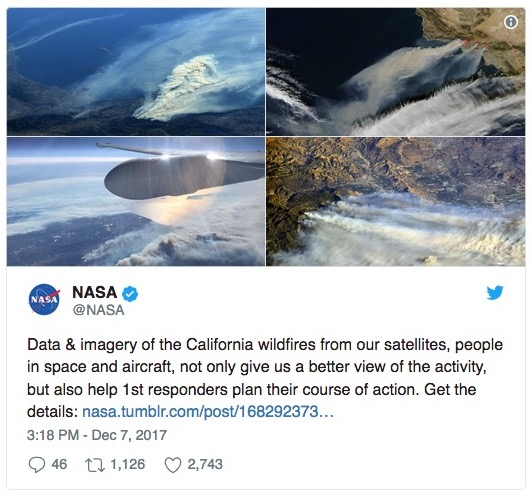 NASA
NASA
@NASA
Data & imagery of the California wildfires from our satellites, people
in space and aircraft, not only give us a better view of the activity,
but also help 1st responders plan their course of action. Get the
details: nasa.tumblr.com/post/168292373…
3:18 PM - Dec 7, 2017
46 1,126 2,743